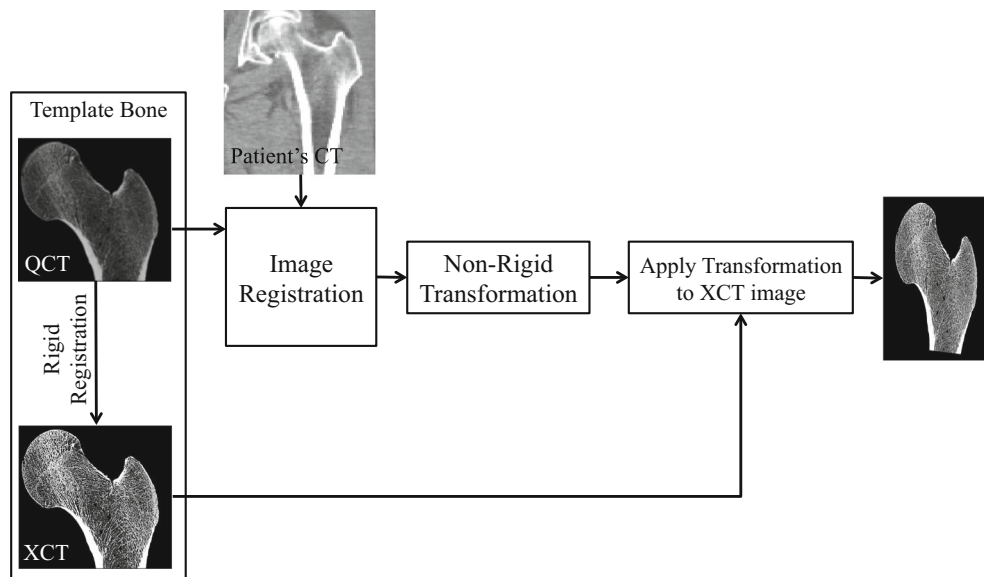 Template Bone
Patient's CT
QCT
Image
Registration
Non-Rigid
Transformation
Apply Transformation
to XCT image
Rigid
Registration
XCT